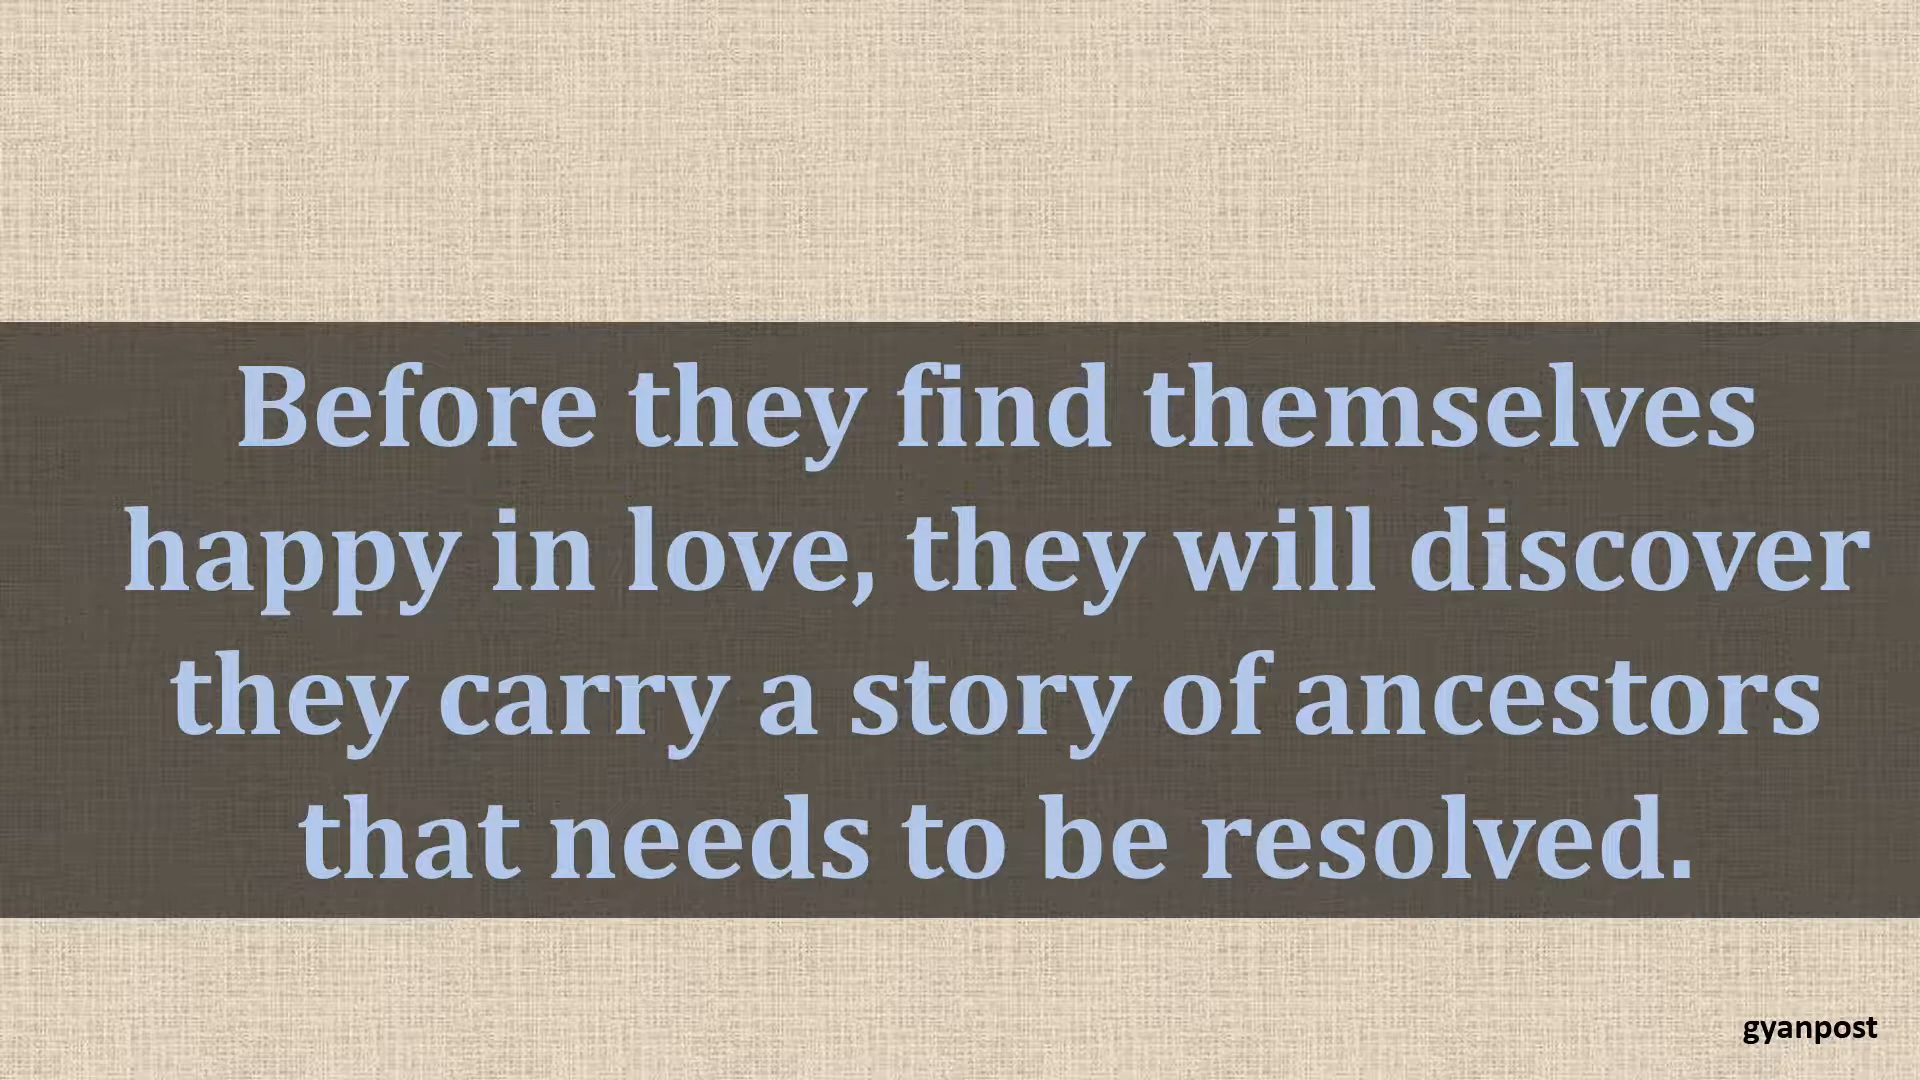 Before they find themselves
happy in love, they will discover
they carry a story of ancestors
that needs to be resolved.
gyanpost